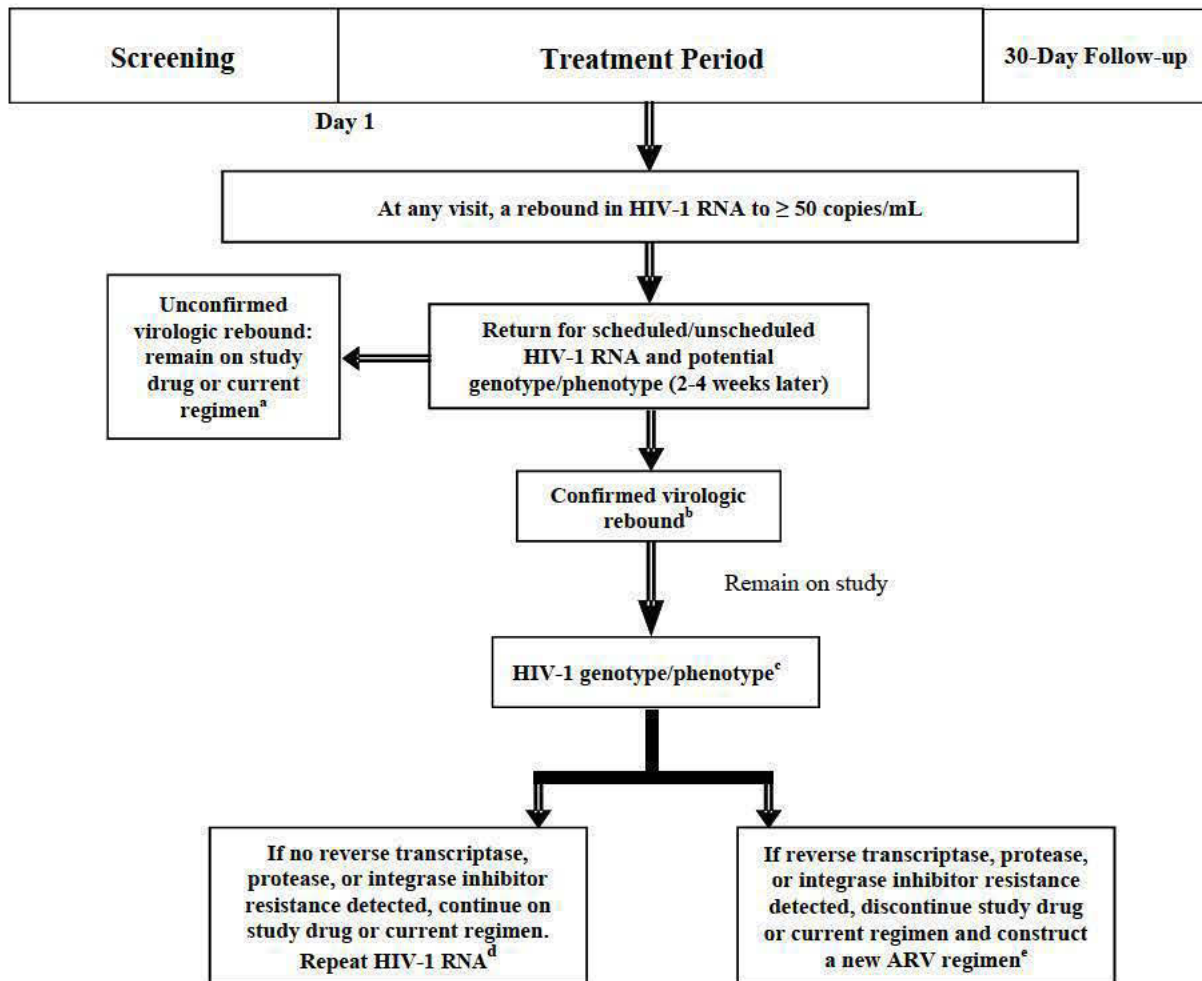 Screening
Treatment Period
30-Day Follow-up
Day 1
At any visit, a rebound in HIV-1 RNA to ≥ 50 copies/mL
Unconfirmed
virologic rebound:
remain on study
drug or current
regimenᵃ
Return for scheduled/unscheduled
HIV-1 RNA and potential
genotype/phenotype (2-4 weeks later)
Confirmed virologic
reboundᵇ
Remain on study
HIV-1 genotype/phenotypeᶜ
If no reverse transcriptase,
protease, or integrase inhibitor
resistance detected, continue on
study drug or current regimen.
Repeat HIV-1 RNAᵈ
If reverse transcriptase, protease,
or integrase inhibitor resistance
detected, discontinue study drug
or current regimen and construct
a new ARV regimenᵉ